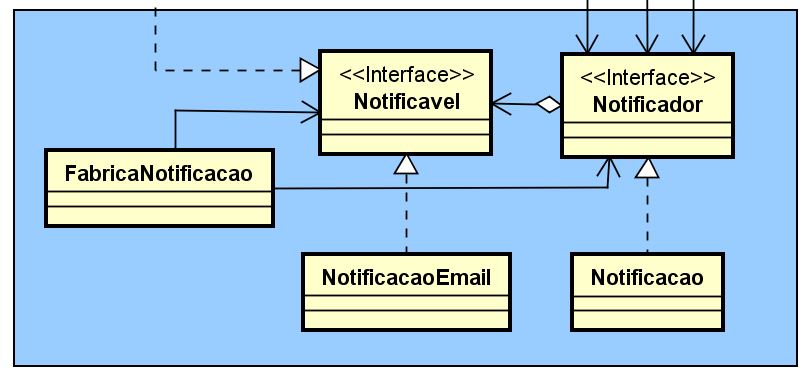 <<Interface>>
Notificavel
<<Interface>>
Notificador
FabricaNotificacao
NotificacaoEmail
Notificacao